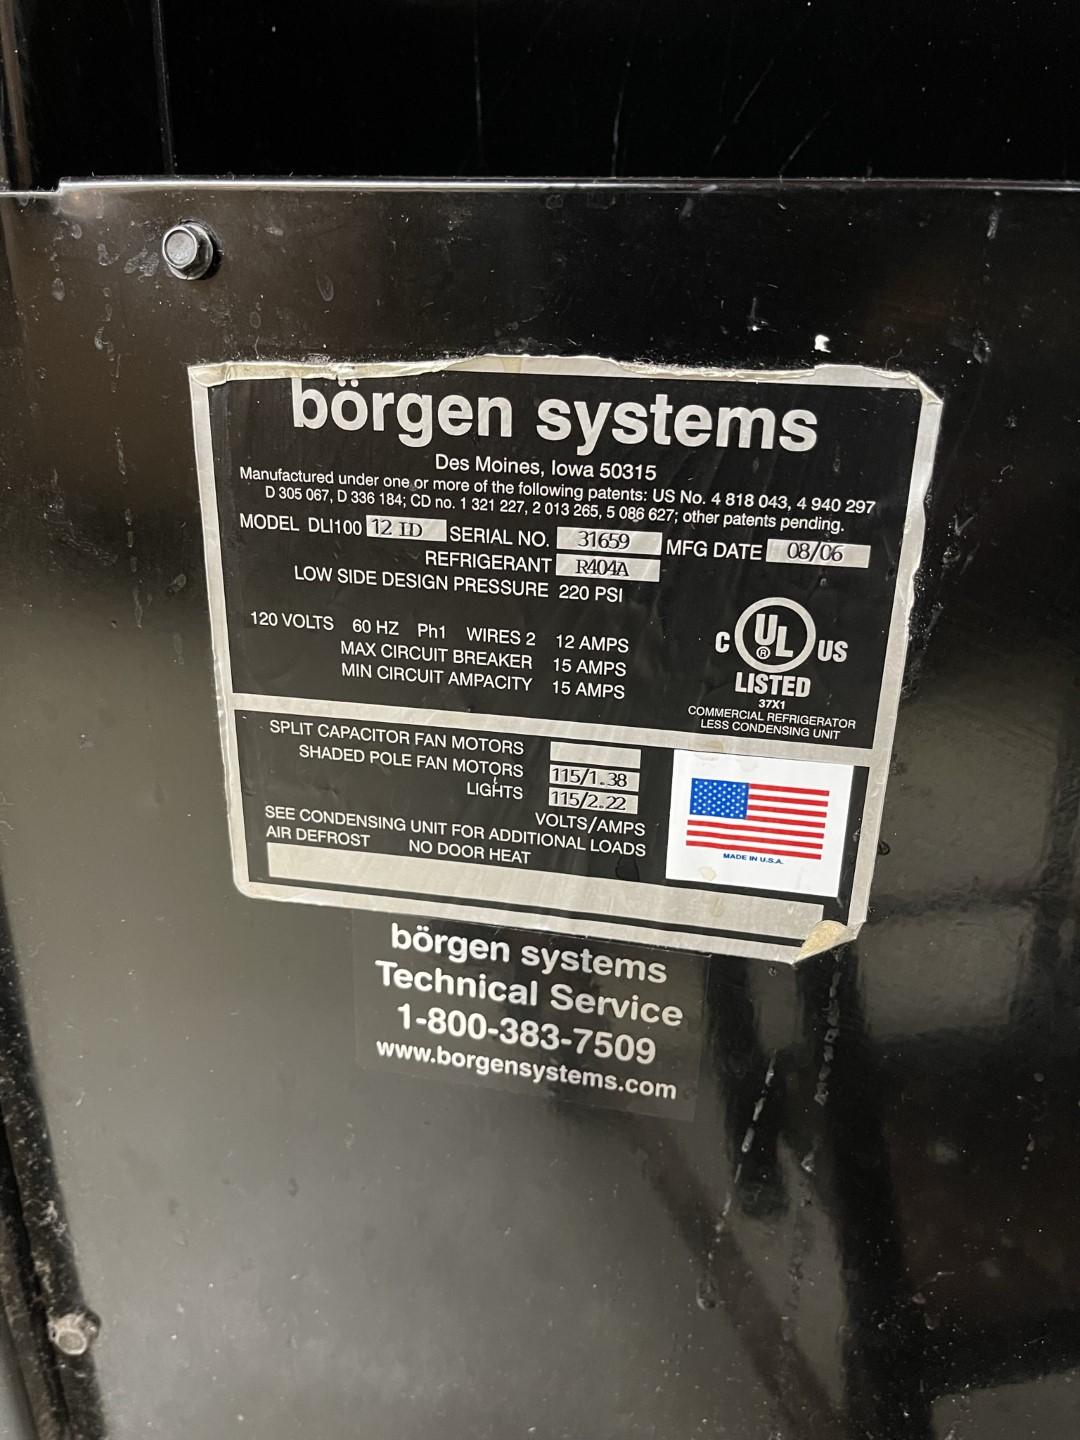 börgen systems
Des Moines, Iowa 50315
Manufactured under one or more of the following patents: US No. 4 818 043, 4 940 297
D 305 067, D 336 184; CD no. 1 321 227, 2 013 265, 5 086 627; other patents pending.
MODEL DLI100 12 ID SERIAL NO. 31659 MFG DATE 08/06
REFRIGERANT R404A
LOW SIDE DESIGN PRESSURE 220 PSI
120 VOLTS 60 HZ Ph1 WIRES 2 12 AMPS
MAX CIRCUIT BREAKER 15 AMPS
MIN CIRCUIT AMPACITY 15 AMPS
C UL ® US
LISTED
37X1
COMMERCIAL REFRIGERATOR
LESS CONDENSING UNIT
SPLIT CAPACITOR FAN MOTORS
SHADED POLE FAN MOTORS 115/1.38
LIGHTS 115/2.22
VOLTS/AMPS
SEE CONDENSING UNIT FOR ADDITIONAL LOADS
AIR DEFROST NO DOOR HEAT
MADE IN U.S.A.
börgen systems
Technical Service
1-800-383-7509
www.borgensystems.com